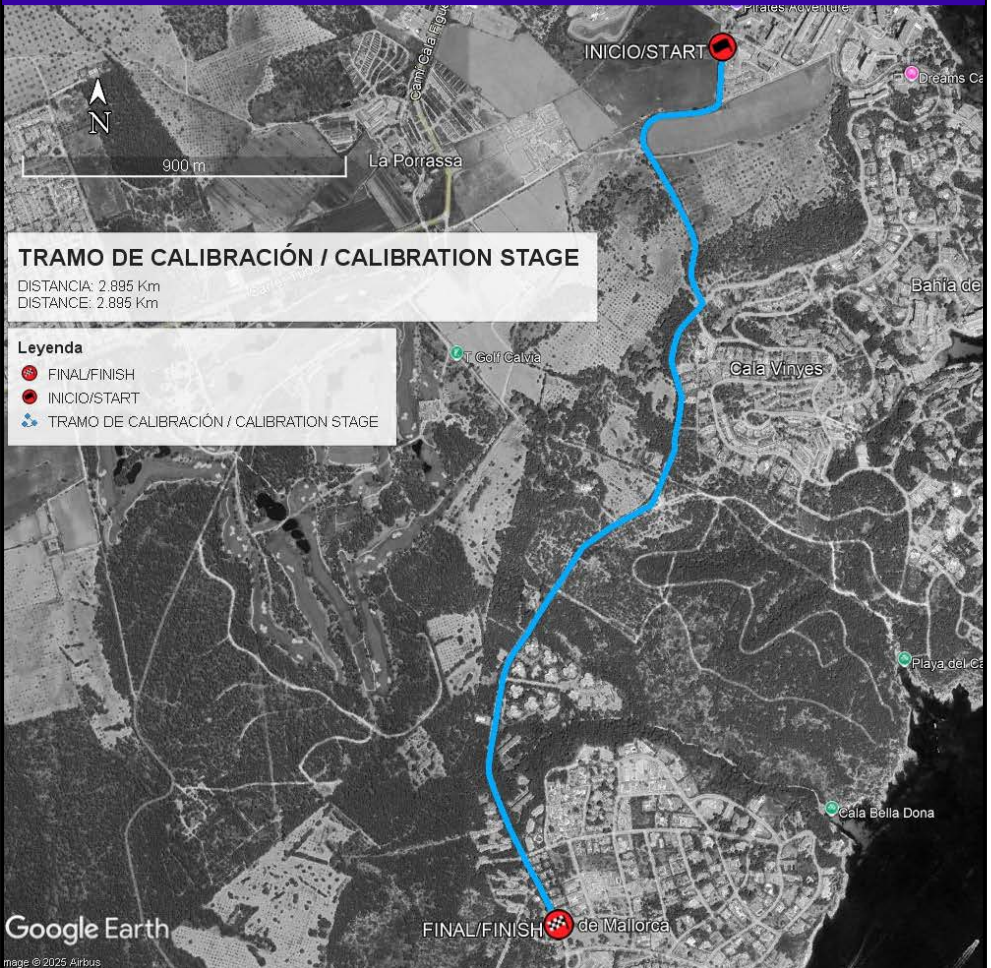 Pirates Adventure
INICIO/START
Dreams Ca
Camí Cala Figue
N
900 m
La Porrassa
TRAMO DE CALIBRACIÓN / CALIBRATION STAGE
DISTANCIA: 2.895 Km
DISTANCE: 2.895 Km
Bahía de
Leyenda
FINAL/FINISH
INICIO/START
TRAMO DE CALIBRACIÓN / CALIBRATION STAGE
T Golf Calvia
Cala Vinyes
Playa del Ca
Cala Bella Dona
FINAL/FINISH
de Mallorca
Google Earth
mage © 2025 Airbus